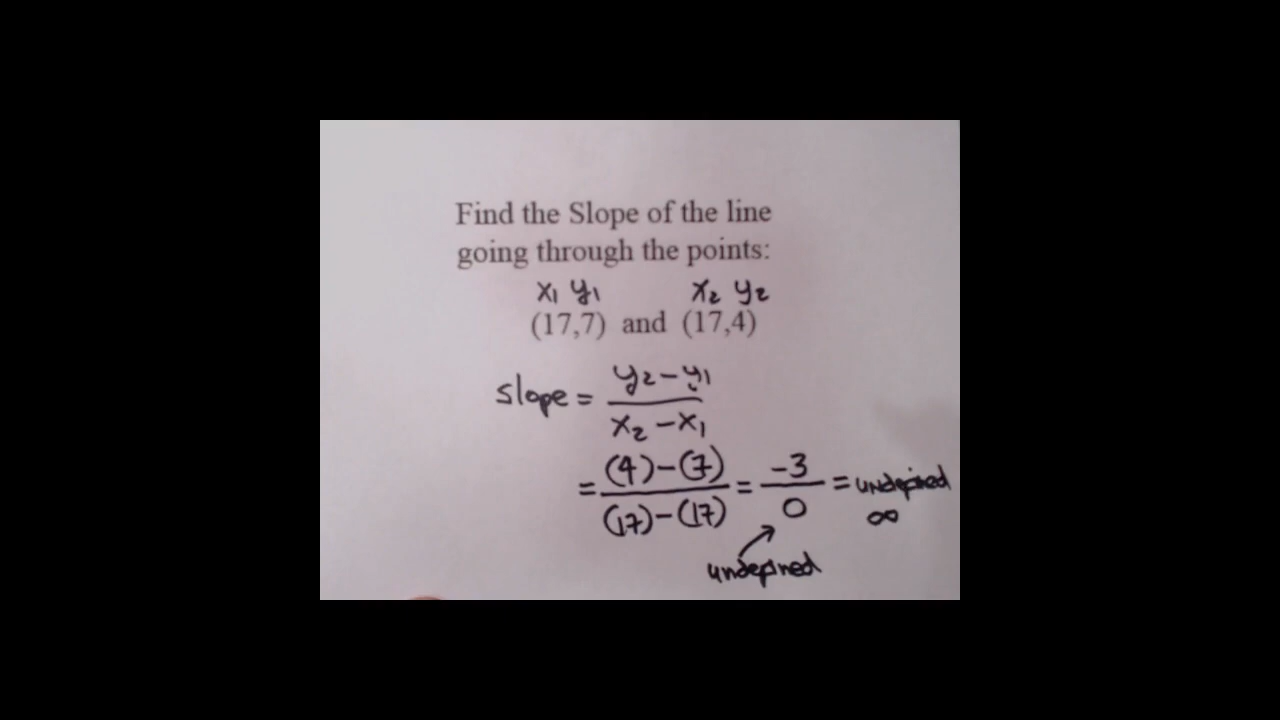 Find the Slope of the line
going through the points:
x₁ y₁ x₂ y₂
(17,7) and (17,4)
slope = y₂-y₁ / x₂-x₁
= (4)-(7) / (17)-(17) = -3 / 0 = undefined
∞
undefined